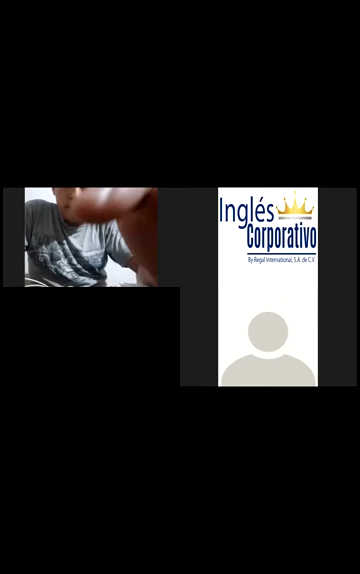 Inglés
Corporativo
By Regal International, S.A. de C.V.